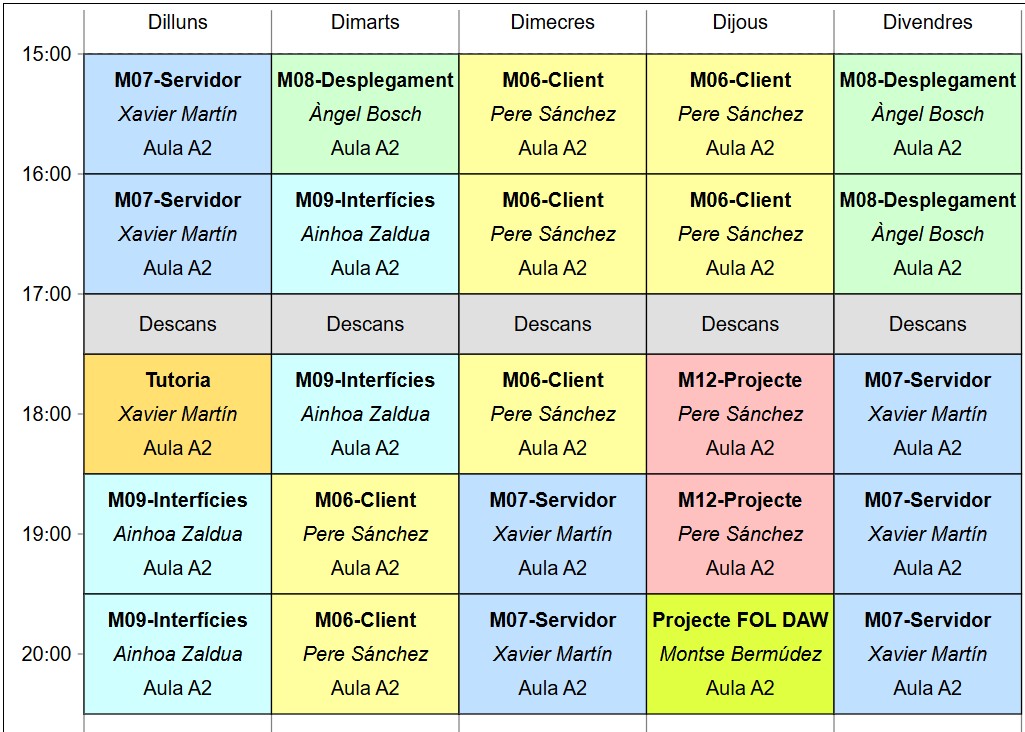 Dilluns Dimarts Dimecres Dijous Divendres
15:00
M07-Servidor M08-Desplegament M06-Client M06-Client M08-Desplegament
Xavier Martín Àngel Bosch Pere Sánchez Pere Sánchez Àngel Bosch
Aula A2 Aula A2 Aula A2 Aula A2 Aula A2
16:00
M07-Servidor M09-Interfícies M06-Client M06-Client M08-Desplegament
Xavier Martín Ainhoa Zaldua Pere Sánchez Pere Sánchez Àngel Bosch
Aula A2 Aula A2 Aula A2 Aula A2 Aula A2
17:00
Descans Descans Descans Descans Descans
Tutoria M09-Interfícies M06-Client M12-Projecte M07-Servidor
18:00 Xavier Martín Ainhoa Zaldua Pere Sánchez Pere Sánchez Xavier Martín
Aula A2 Aula A2 Aula A2 Aula A2 Aula A2
M09-Interfícies M06-Client M07-Servidor M12-Projecte M07-Servidor
19:00 Ainhoa Zaldua Pere Sánchez Xavier Martín Pere Sánchez Xavier Martín
Aula A2 Aula A2 Aula A2 Aula A2 Aula A2
M09-Interfícies M06-Client M07-Servidor Projecte FOL DAW M07-Servidor
20:00 Ainhoa Zaldua Pere Sánchez Xavier Martín Montse Bermúdez Xavier Martín
Aula A2 Aula A2 Aula A2 Aula A2 Aula A2